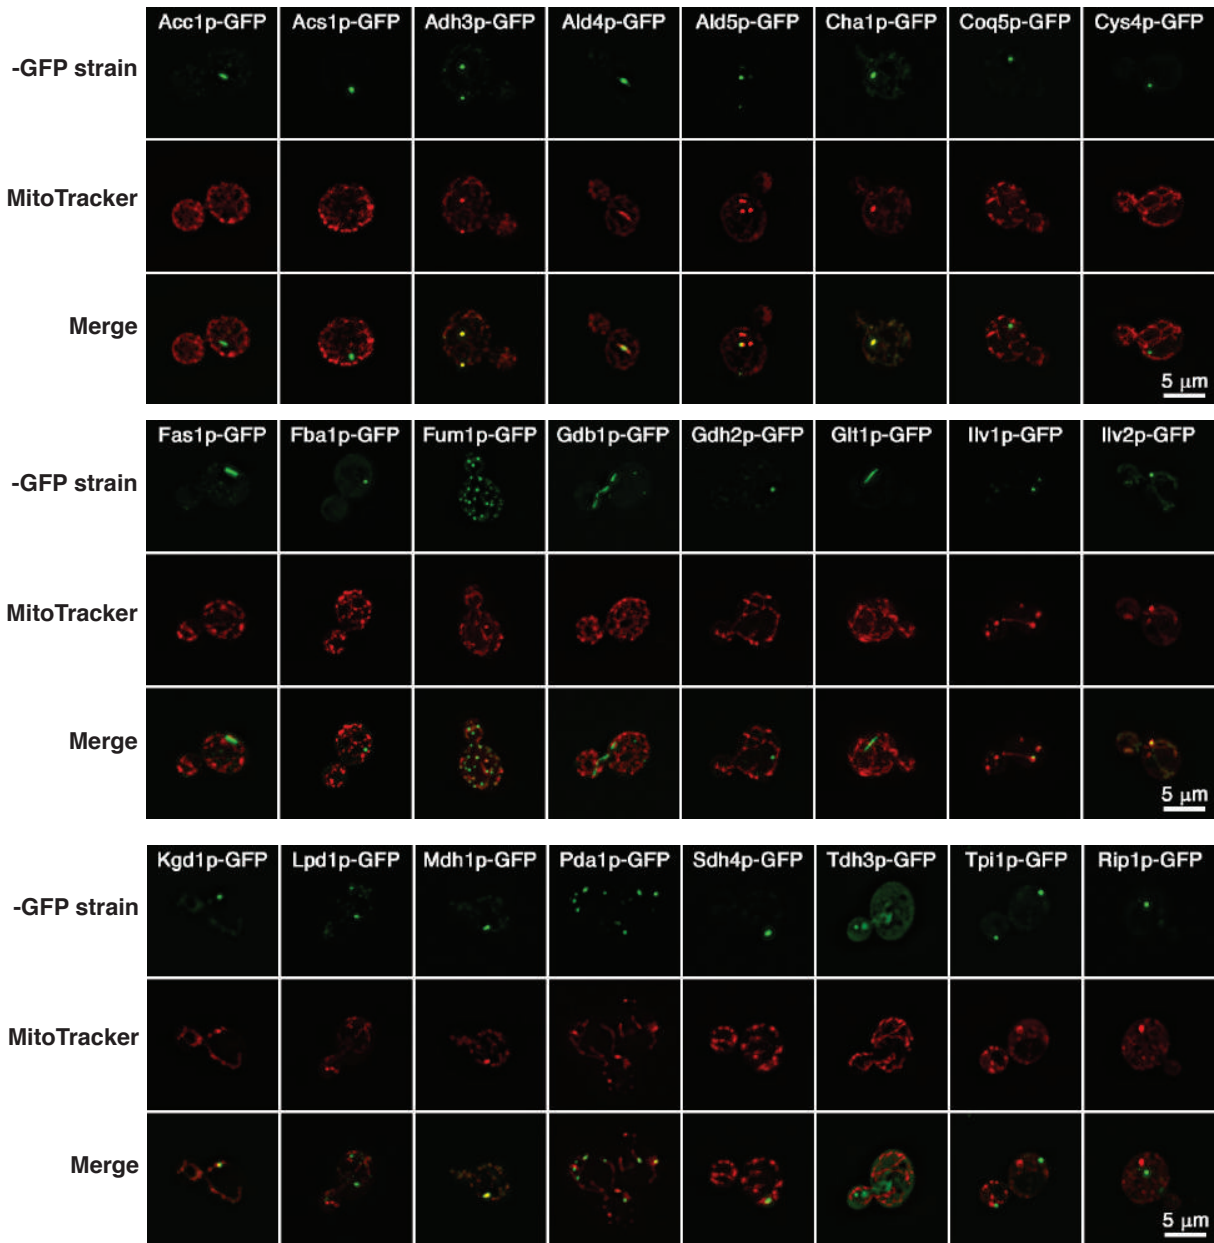 Acc1p-GFP Acs1p-GFP Adh3p-GFP Ald4p-GFP Ald5p-GFP Cha1p-GFP Coq5p-GFP Cys4p-GFP
-GFP strain
MitoTracker
Merge
5 μm
Fas1p-GFP Fba1p-GFP Fum1p-GFP Gdb1p-GFP Gdh2p-GFP Glt1p-GFP Ilv1p-GFP Ilv2p-GFP
-GFP strain
MitoTracker
Merge
5 μm
Kgd1p-GFP Lpd1p-GFP Mdh1p-GFP Pda1p-GFP Sdh4p-GFP Tdh3p-GFP Tpi1p-GFP Rip1p-GFP
-GFP strain
MitoTracker
Merge
5 μm